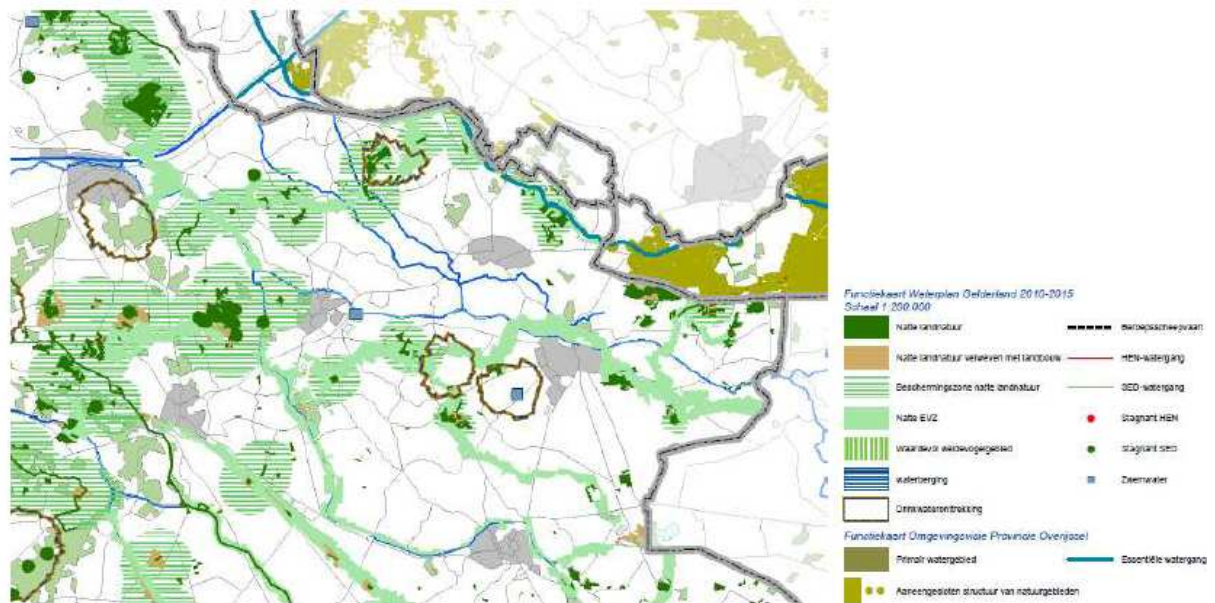 Functiekaart Waterplan Gelderland 2010-2015
Schaal 1:200.000
Natte landnatuur
Beroepsscheepvaart
Natte landnatuur verweven met landbouw
HEN-watergang
Beschermingszone natte landnatuur
SED-watergang
Natte EVZ
Stagnant HEN
Waardevol weidevogelgebied
Stagnant SED
waterberging
Zwemwater
Drinkwateronttrekking
Functiekaart Omgevingsvisie Provincie Overijssel
Primair watergebied
Essentiële watergang
Aaneengesloten structuur van natuurgebieden